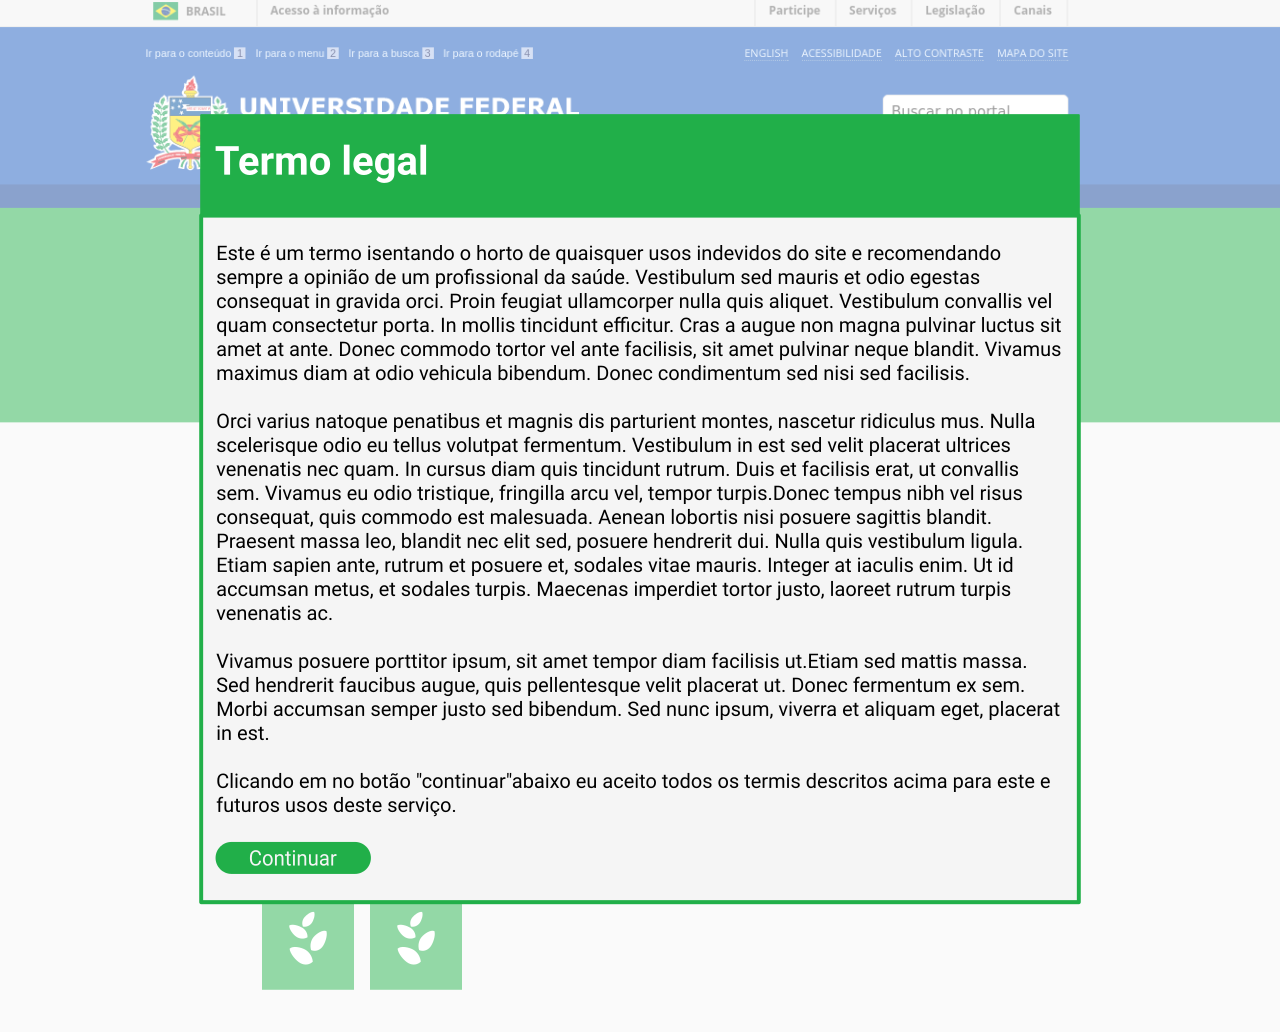 BRASIL
Acesso à informação
Participe
Serviços
Legislação
Canais
Ir para o conteúdo 1
Ir para o menu 2
Ir para a busca 3
Ir para o rodapé 4
ENGLISH
ACESSIBILIDADE
ALTO CONTRASTE
MAPA DO SITE
UNIVERSIDADE FEDERAL
Buscar no portal
Termo legal
Este é um termo isentando o horto de quaisquer usos indevidos do site e recomendando
sempre a opinião de um profissional da saúde. Vestibulum sed mauris et odio egestas
consequat in gravida orci. Proin feugiat ullamcorper nulla quis aliquet. Vestibulum convallis vel
quam consectetur porta. In mollis tincidunt efficitur. Cras a augue non magna pulvinar luctus sit
amet at ante. Donec commodo tortor vel ante facilisis, sit amet pulvinar neque blandit. Vivamus
maximus diam at odio vehicula bibendum. Donec condimentum sed nisi sed facilisis.
Orci varius natoque penatibus et magnis dis parturient montes, nascetur ridiculus mus. Nulla
scelerisque odio eu tellus volutpat fermentum. Vestibulum in est sed velit placerat ultrices
venenatis nec quam. In cursus diam quis tincidunt rutrum. Duis et facilisis erat, ut convallis
sem. Vivamus eu odio tristique, fringilla arcu vel, tempor turpis.Donec tempus nibh vel risus
consequat, quis commodo est malesuada. Aenean lobortis nisi posuere sagittis blandit.
Praesent massa leo, blandit nec elit sed, posuere hendrerit dui. Nulla quis vestibulum ligula.
Etiam sapien ante, rutrum et posuere et, sodales vitae mauris. Integer at iaculis enim. Ut id
accumsan metus, et sodales turpis. Maecenas imperdiet tortor justo, laoreet rutrum turpis
venenatis ac.
Vivamus posuere porttitor ipsum, sit amet tempor diam facilisis ut.Etiam sed mattis massa.
Sed hendrerit faucibus augue, quis pellentesque velit placerat ut. Donec fermentum ex sem.
Morbi accumsan semper justo sed bibendum. Sed nunc ipsum, viverra et aliquam eget, placerat
in est.
Clicando em no botão "continuar"abaixo eu aceito todos os termis descritos acima para este e
futuros usos deste serviço.
Continuar